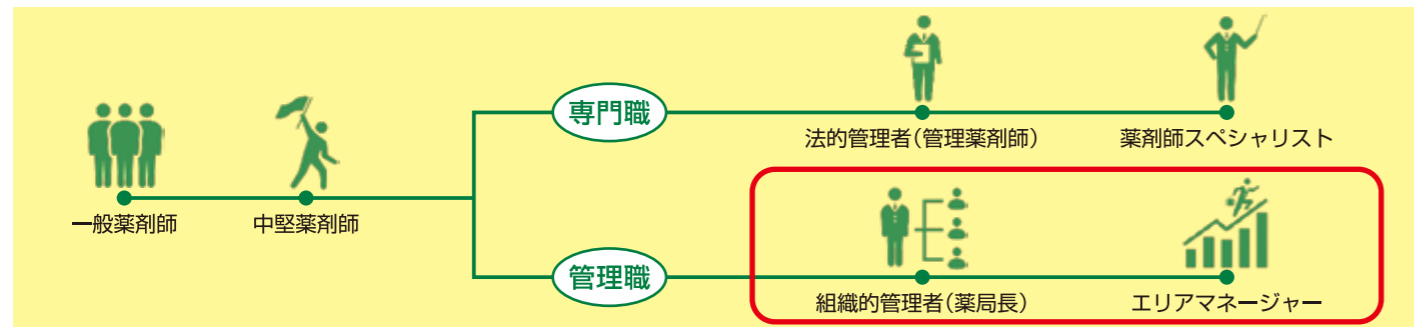 専門職
法的管理者(管理薬剤師)
薬剤師スペシャリスト
一般薬剤師
中堅薬剤師
管理職
組織的管理者(薬局長)
エリアマネージャー